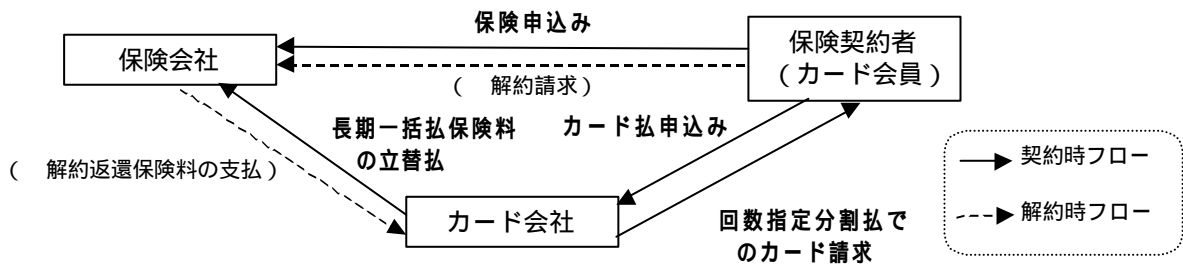 保険申込み
保険会社
保険契約者
（カード会員）
（　解約請求）
長期一括払保険料
の立替払
カード払申込み
（　解約返還保険料の支払）
カード会社
回数指定分割払で
のカード請求
契約時フロー
解約時フロー